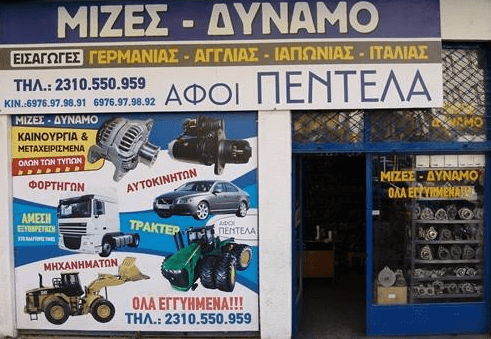 ΜΙΖΕΣ - ΔΥΝΑΜΟ
ΕΙΣΑΓΩΓΕΣ ΓΕΡΜΑΝΙΑΣ - ΑΓΓΛΙΑΣ - ΙΑΠΩΝΙΑΣ - ΙΤΑΛΙΑΣ
ΤΗΛ.: 2310.550.959
ΚΙΝ.: 6976.97.98.91 6976.97.98.92
ΑΦΟΙ ΠΕΝΤΕΛΑ
ΜΙΖΕΣ - ΔΥΝΑΜΟ
ΚΑΙΝΟΥΡΓΙΑ &
ΜΕΤΑΧΕΙΡΙΣΜΕΝΑ
ΟΛΩΝ ΤΩΝ ΤΥΠΩΝ
ΦΟΡΤΗΓΩΝ
ΑΥΤΟΚΙΝΗΤΩΝ
ΑΜΕΣΗ
ΕΞΥΠΗΡΕΤΗΣΗ
ΤΡΑΚΤΕΡ
ΑΦΟΙ
ΠΕΝΤΕΛΑ
ΜΗΧΑΝΗΜΑΤΩΝ
ΟΛΑ ΕΓΓΥΗΜΕΝΑ!!!
ΤΗΛ.: 2310.550.959
ΔΥΝΑΜΟ
ΜΙΖΕΣ - ΔΥΝΑΜΟ
ΟΛΑ ΕΓΓΥΗΜΕΝΑ!!!